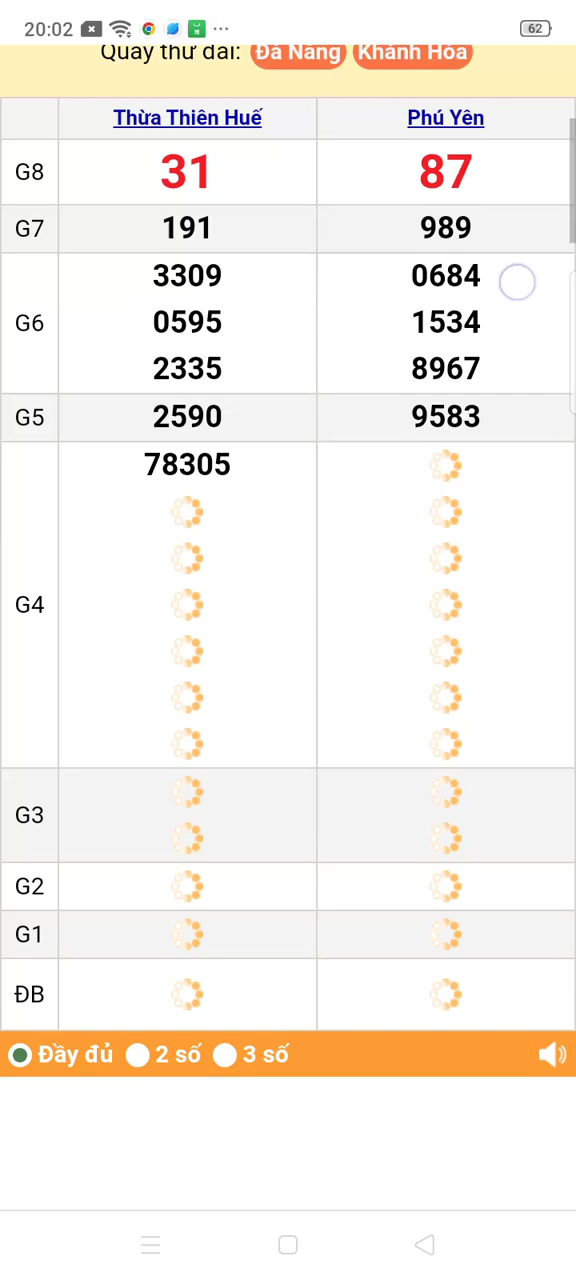 20:02 62
Quay thử đài: Đà Nẵng Khánh Hòa
Thừa Thiên Huế Phú Yên
G8 31 87
G7 191 989
G6 3309 0684
0595 1534
2335 8967
G5 2590 9583
78305
G4
G3
G2
G1
ĐB
Đầy đủ 2 số 3 số